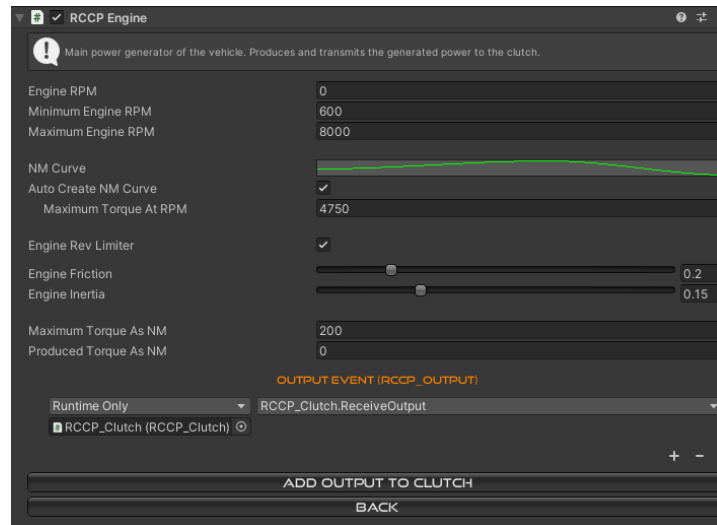 RCCP Engine
Main power generator of the vehicle. Produces and transmits the generated power to the clutch.
Engine RPM 0
Minimum Engine RPM 600
Maximum Engine RPM 8000
NM Curve
Auto Create NM Curve
Maximum Torque At RPM 4750
Engine Rev Limiter
Engine Friction 0.2
Engine Inertia 0.15
Maximum Torque As NM 200
Produced Torque As NM 0
OUTPUT EVENT (RCCP_OUTPUT)
Runtime Only RCCP_Clutch.ReceiveOutput
RCCP_Clutch (RCCP_Clutch)
+ -
ADD OUTPUT TO CLUTCH
BACK